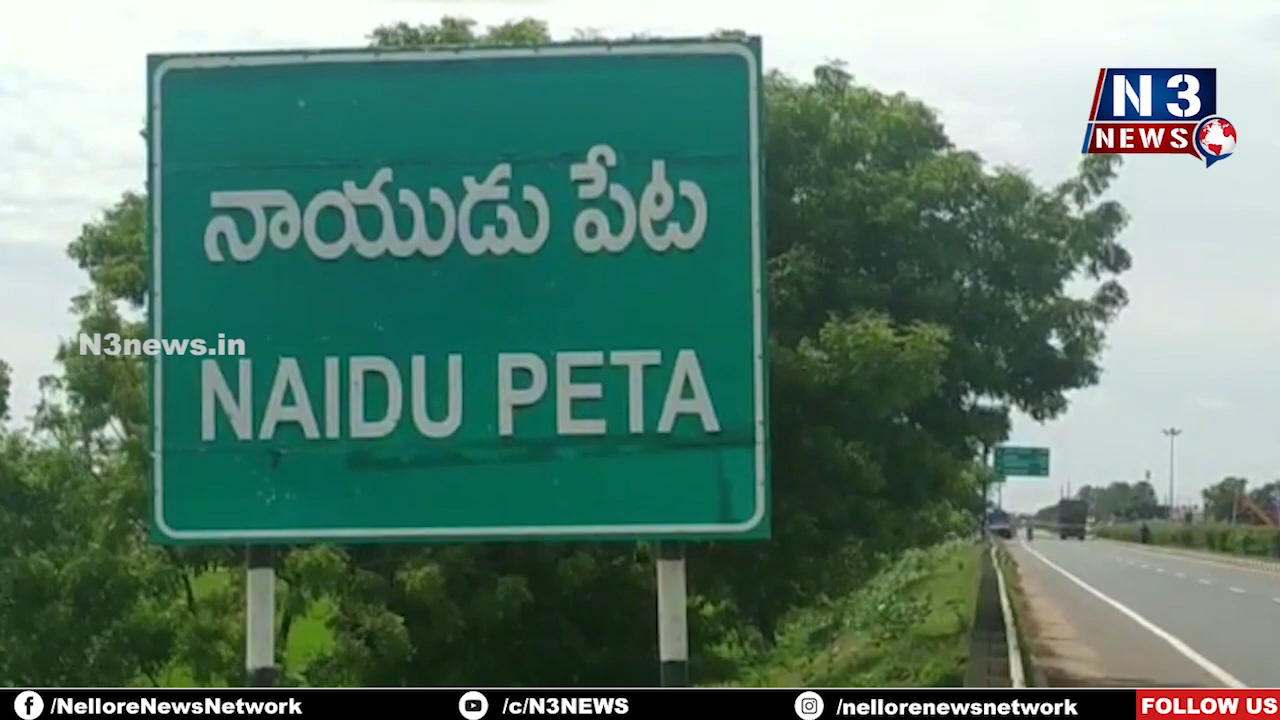 N3
NEWS
నాయుడు పేట
N3news.in
NAIDU PETA
/NelloreNewsNetwork
/c/N3NEWS
/nellorenewsnetwork
FOLLOW US